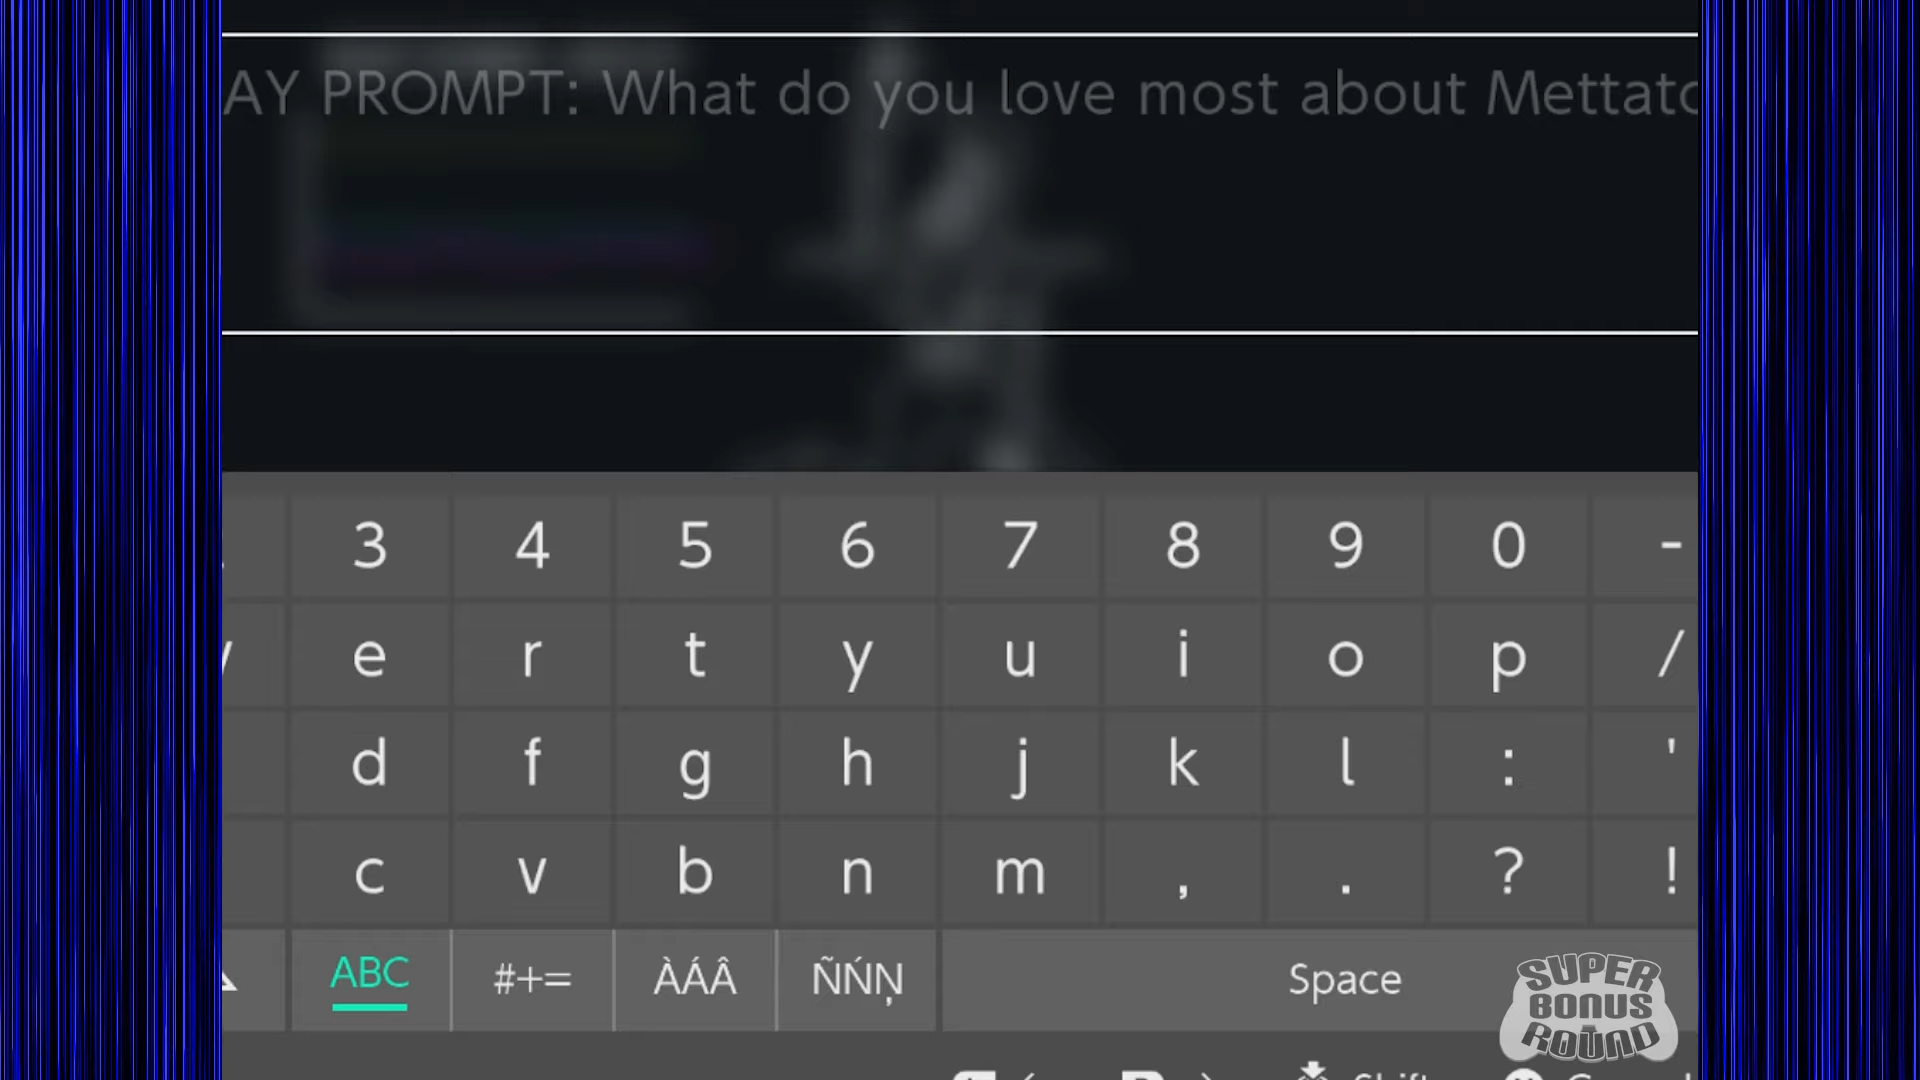 AY PROMPT: What do you love most about Mettato
3 4 5 6 7 8 9 0 -
e r t y u i o p /
d f g h j k l : '
c v b n m , . ? !
ABC #+= ÀÁÂ ÑŃŅ Space
SUPER
BONUS
ROUND